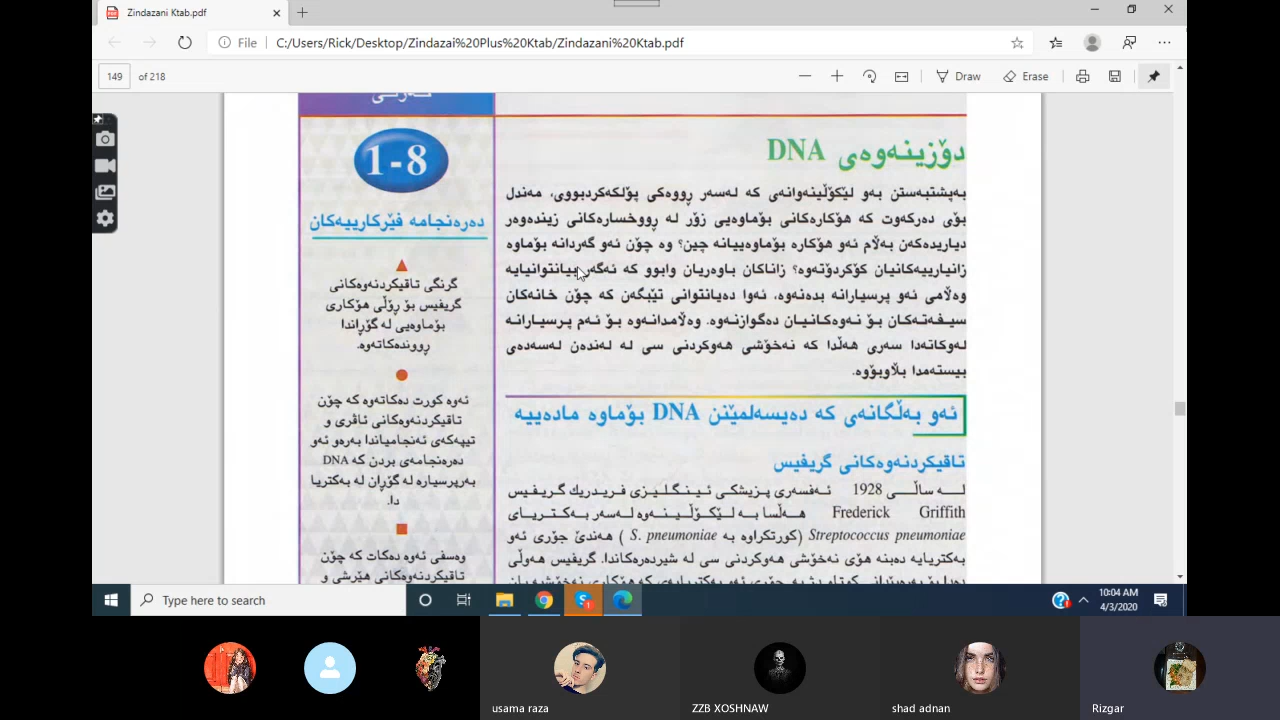 Zindazani Ktab.pdf
File
C:/Users/Rick/Desktop/Zindazai%20Plus%20Ktab/Zindazani%20Ktab.pdf
149 of 218
Draw
Erase
1-8
دەرەنجامە فێرکارییەکان
گرنگی تاقیکردنەوەکانی
گریفیس بۆ ڕۆڵی هۆکاری
بۆماوەیی لە گۆڕاندا
ڕووندەکاتەوە.
ئەوە کورت دەکاتەوە کە چۆن
تاقیکردنەوەکانی ئاڤری و
تیپەکەی ئەنجامیاندا بەرەو ئەو
دەرەنجامەی بردن کە DNA
بەرپرسیارە لە گۆڕان لە بەکتریا
دا.
وەسفی ئەوە دەکات کە چۆن
تاقیکردنەوەکانی هێرشی و
دۆزینەوەی DNA
بەپشتبەستن بەو لێکۆڵینەوانەی کە لەسەر ڕووەکی پۆلکەکردبووی، مەندل
بۆی دەرکەوت کە هۆکارەکانی بۆماوەیی زۆر لە ڕووخسارەکانی زیندەوەر
دیاریدەکەن بەڵام ئەو هۆکارە بۆماوەییانە چین؟ وە چۆن ئەو گەردانە بۆماوە
زانیارییەکانیان کۆکردۆتەوە؟ زاناکان باوەڕیان وابوو کە ئەگەر بیانتوانیایە
وەڵامی ئەو پرسیارانە بدەنەوە، ئەوا دەیانتوانی تێبگەن کە چۆن خانەکان
سیفەتەکان بۆ نەوەکانیان دەگوازنەوە. وەڵامدانەوە بۆ ئەم پرسیارانە
لەوکاتەدا سەری هەڵدا کە نەخۆشی هەوکردنی سی لە لەندەن لەسەدەی
بیستەمدا بڵاوبۆوە.
ئەو بەڵگانەی کە دەیسەلمێنن DNA بۆماوە ماددەییە
تاقیکردنەوەکانی گریفیس
لە ساڵی 1928 ئەفسەری پزیشکی ئینگلیزی فریدریك گریفیس
Frederick Griffith هەڵسا بە لێکۆڵینەوە لەسەر بەکتریای
Streptococcus pneumoniae (کورتکراوە بە S. pneumoniae ) هەندێ جۆری ئەو
بەکتریایە دەبنە هۆی نەخۆشی هەوکردنی سی لە شیردەرەکاندا. گریفیس هەوڵی
Type here to search
10:04 AM
4/3/2020
usama raza
ZZB XOSHNAW
shad adnan
Rizgar